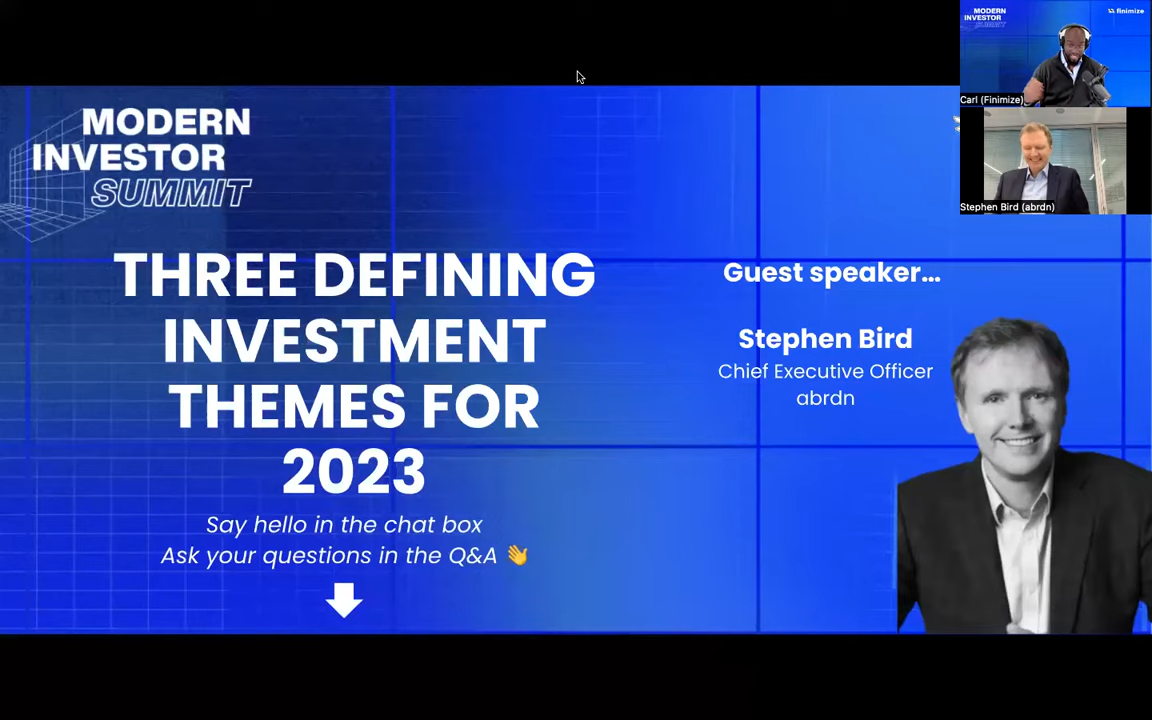 MODERN
INVESTOR
SUMMIT
THREE DEFINING
INVESTMENT
THEMES FOR
2023
Say hello in the chat box
Ask your questions in the Q&A 👋
Guest speaker...
Stephen Bird
Chief Executive Officer
abrdn
MODERN
INVESTOR
SUMMIT
finimize
Carl (Finimize)
Stephen Bird (abrdn)